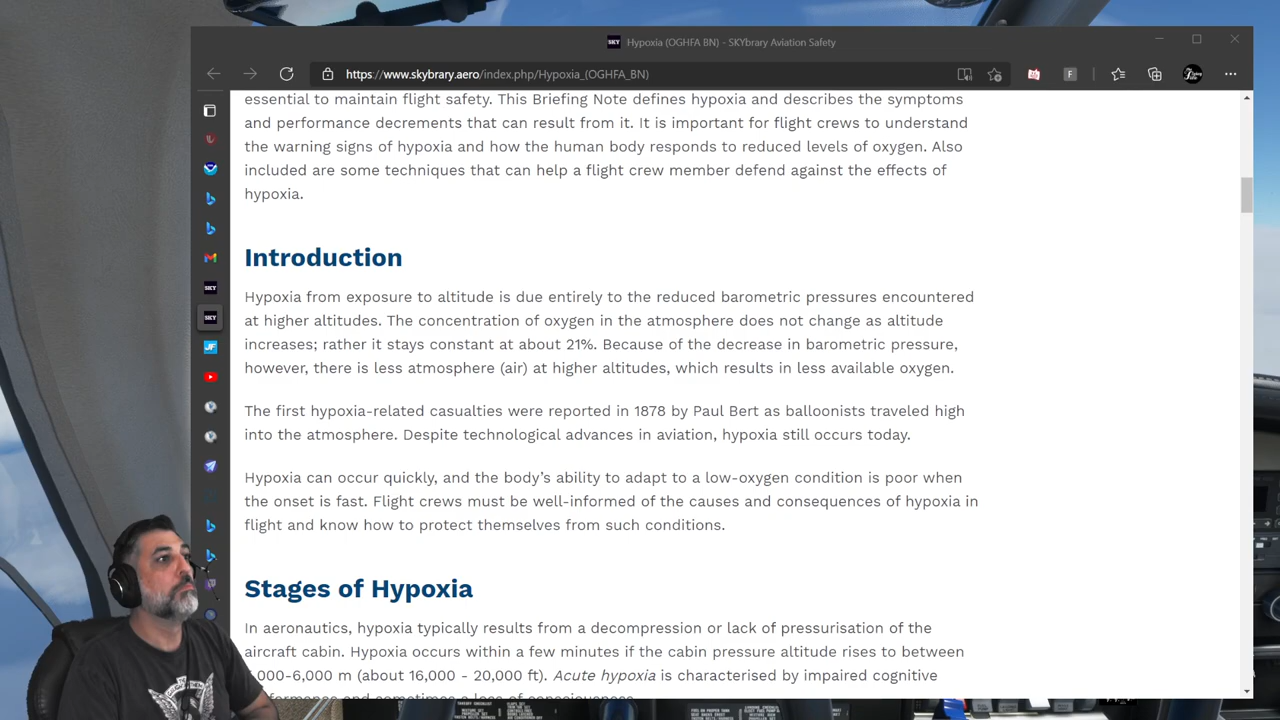 SKY Hypoxia (OGHFA BN) - SKYbrary Aviation Safety
https://www.skybrary.aero/index.php/Hypoxia_(OGHFA_BN)
essential to maintain flight safety. This Briefing Note defines hypoxia and describes the symptoms
and performance decrements that can result from it. It is important for flight crews to understand
the warning signs of hypoxia and how the human body responds to reduced levels of oxygen. Also
included are some techniques that can help a flight crew member defend against the effects of
hypoxia.
Introduction
Hypoxia from exposure to altitude is due entirely to the reduced barometric pressures encountered
at higher altitudes. The concentration of oxygen in the atmosphere does not change as altitude
increases; rather it stays constant at about 21%. Because of the decrease in barometric pressure,
however, there is less atmosphere (air) at higher altitudes, which results in less available oxygen.
The first hypoxia-related casualties were reported in 1878 by Paul Bert as balloonists traveled high
into the atmosphere. Despite technological advances in aviation, hypoxia still occurs today.
Hypoxia can occur quickly, and the body's ability to adapt to a low-oxygen condition is poor when
the onset is fast. Flight crews must be well-informed of the causes and consequences of hypoxia in
flight and know how to protect themselves from such conditions.
Stages of Hypoxia
In aeronautics, hypoxia typically results from a decompression or lack of pressurisation of the
aircraft cabin. Hypoxia occurs within a few minutes if the cabin pressure altitude rises to between
,000-6,000 m (about 16,000 - 20,000 ft). Acute hypoxia is characterised by impaired cognitive